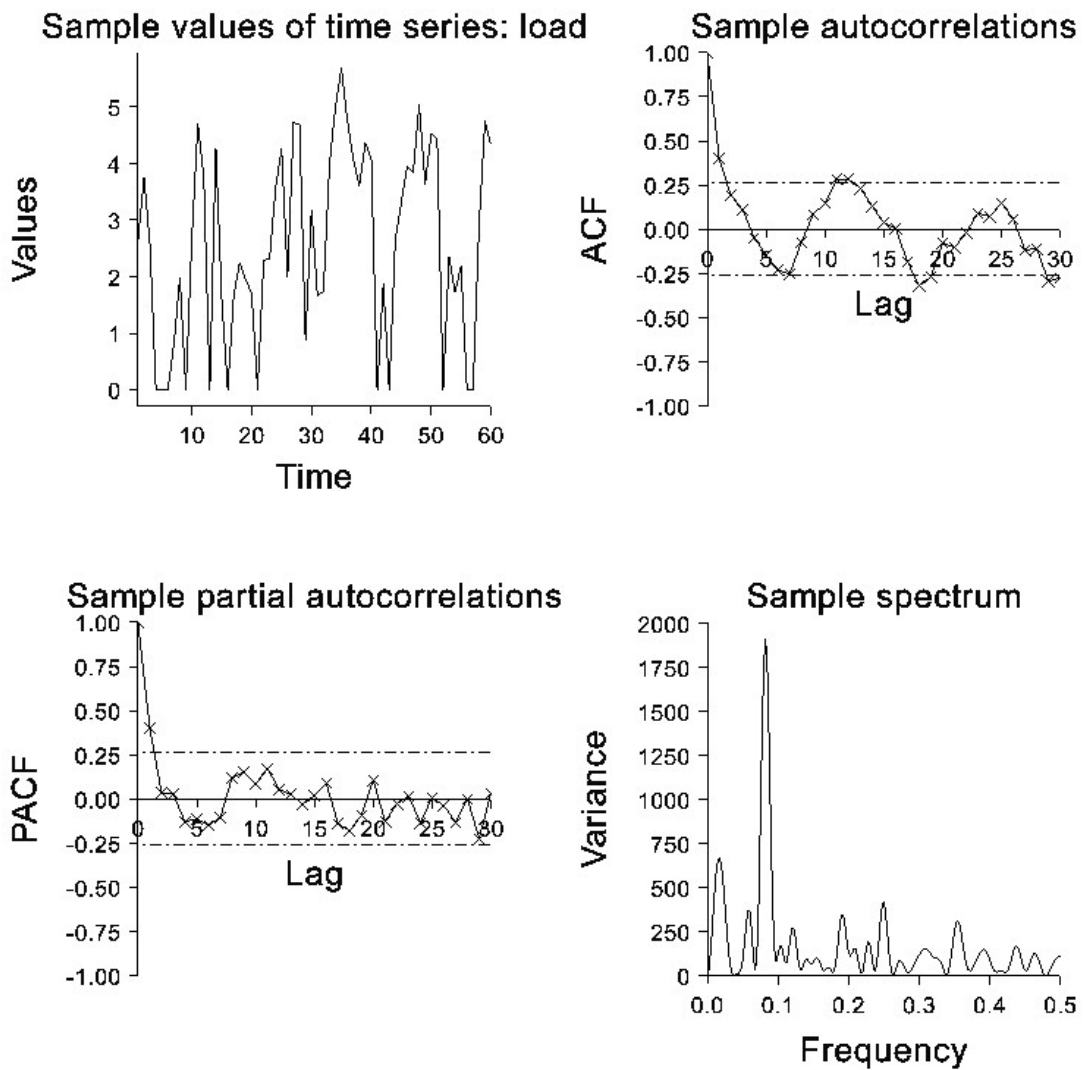 Sample values of time series: load
Values
5
4
3
2
1
0
10 20 30 40 50 60
Time
Sample autocorrelations
ACF
1.00
0.75
0.50
0.25
0.00
-0.25
-0.50
-0.75
-1.00
0 5 10 15 20 25 30
Lag
Sample partial autocorrelations
PACF
1.00
0.75
0.50
0.25
0.00
-0.25
-0.50
-0.75
-1.00
0 5 10 15 20 25 30
Lag
Sample spectrum
Variance
2000
1750
1500
1250
1000
750
500
250
0
0.0 0.1 0.2 0.3 0.4 0.5
Frequency